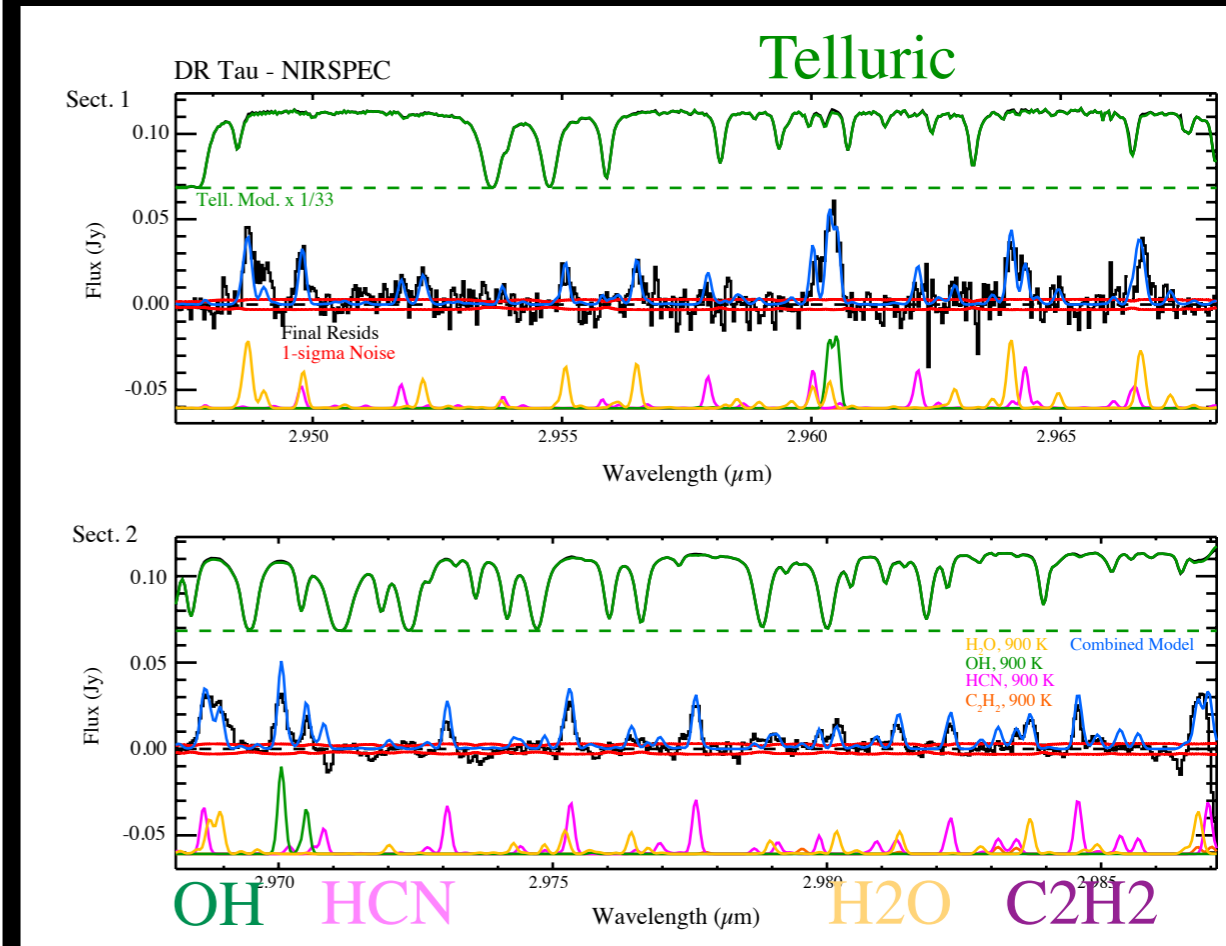 Telluric
DR Tau - NIRSPEC
Sect. 1
0.10
Tell. Mod. x 1/33
0.05
Flux (Jy)
0.00
Final Resids
1-sigma Noise
-0.05
2.950 2.955 2.960 2.965
Wavelength (µm)
Sect. 2
0.10
H₂O, 900 K Combined Model
OH, 900 K
0.05
HCN, 900 K
C₂H₂, 900 K
Flux (Jy)
0.00
-0.05
2.970 2.975 2.980 2.985
OH HCN H2O C2H2
Wavelength (µm)